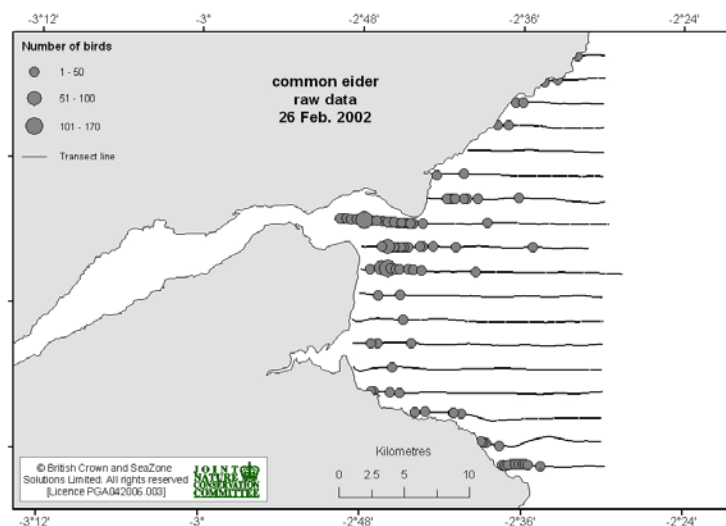 -3°12' -3° -2°48' -2°36' -2°24'
Number of birds
1 - 50
51 - 100
101 - 170
Transect line
common eider
raw data
26 Feb. 2002
Kilometres
0 2.5 5 10
© British Crown and SeaZone
Solutions Limited. All rights reserved
[Licence PGA042006.003]
JOINT
NATURE
CONSERVATION
COMMITTEE
-3°12' -3° -2°48' -2°36' -2°24'